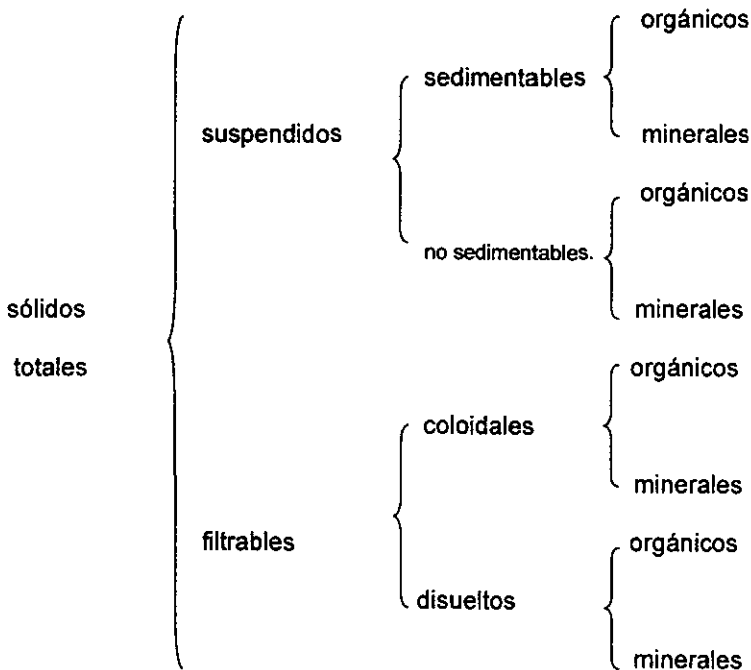 orgánicos
sedimentables
suspendidos
minerales
orgánicos
no sedimentables.
minerales
sólidos
totales
orgánicos
coloidales
minerales
filtrables
orgánicos
disueltos
minerales